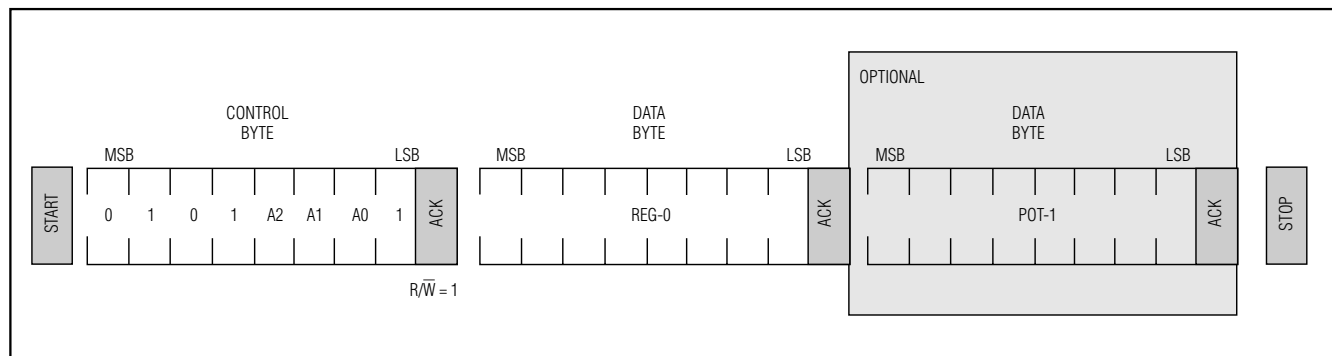 OPTIONAL
CONTROL
BYTE
DATA
BYTE
DATA
BYTE
MSB LSB MSB LSB MSB LSB
START 0 1 0 1 A2 A1 A0 1 ACK REG-0 ACK POT-1 ACK STOP
R/W̅ = 1